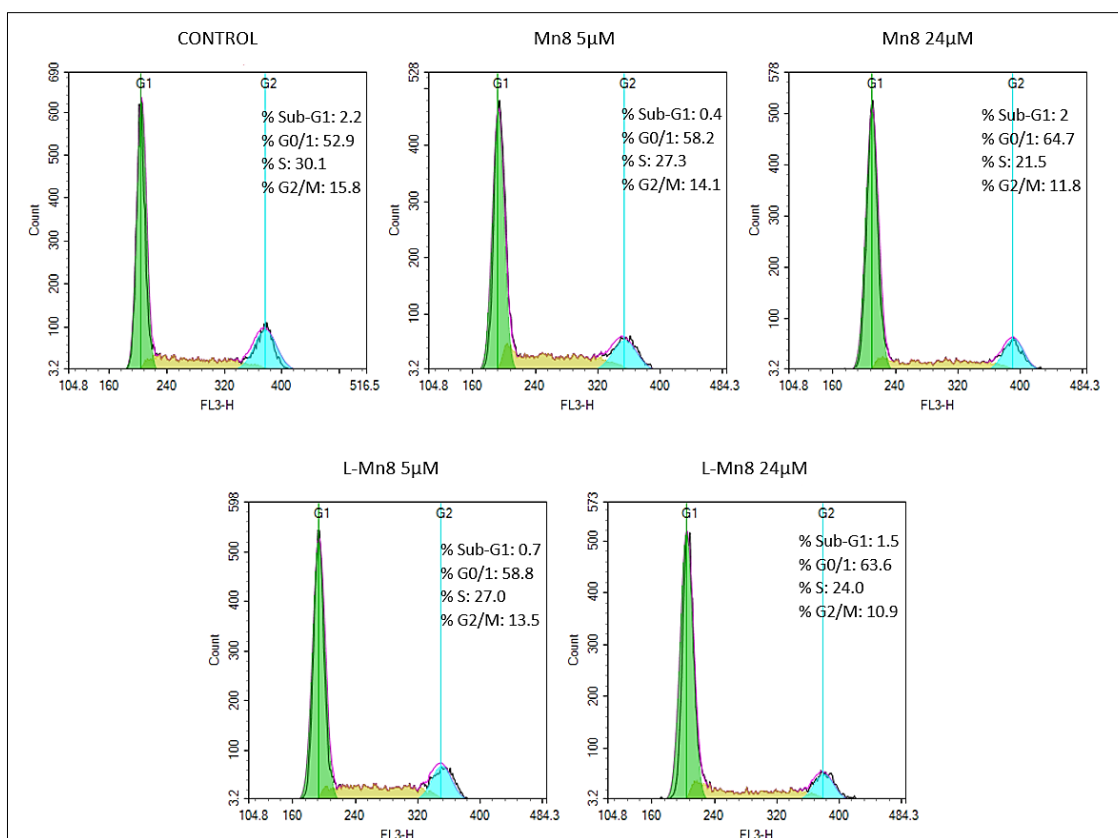 CONTROL
690
600
500
400
300
200
100
3.2
Count
G1
G2
% Sub-G1: 2.2
% G0/1: 52.9
% S: 30.1
% G2/M: 15.8
104.8 160 240 320 400 516.5
FL3-H
Mn8 5µM
528
400
300
200
100
3.2
Count
G1
G2
% Sub-G1: 0.4
% G0/1: 58.2
% S: 27.3
% G2/M: 14.1
104.8 160 240 320 400 484.3
FL3-H
Mn8 24µM
578
500
400
300
200
100
3.2
Count
G1
G2
% Sub-G1: 2
% G0/1: 64.7
% S: 21.5
% G2/M: 11.8
104.8 160 240 320 400 484.3
FL3-H
L-Mn8 5µM
598
500
400
300
200
100
3.2
Count
G1
G2
% Sub-G1: 0.7
% G0/1: 58.8
% S: 27.0
% G2/M: 13.5
104.8 160 240 320 400 484.3
FL3-H
L-Mn8 24µM
573
500
400
300
200
100
3.2
Count
G1
G2
% Sub-G1: 1.5
% G0/1: 63.6
% S: 24.0
% G2/M: 10.9
104.8 160 240 320 400 484.3
FL3-H